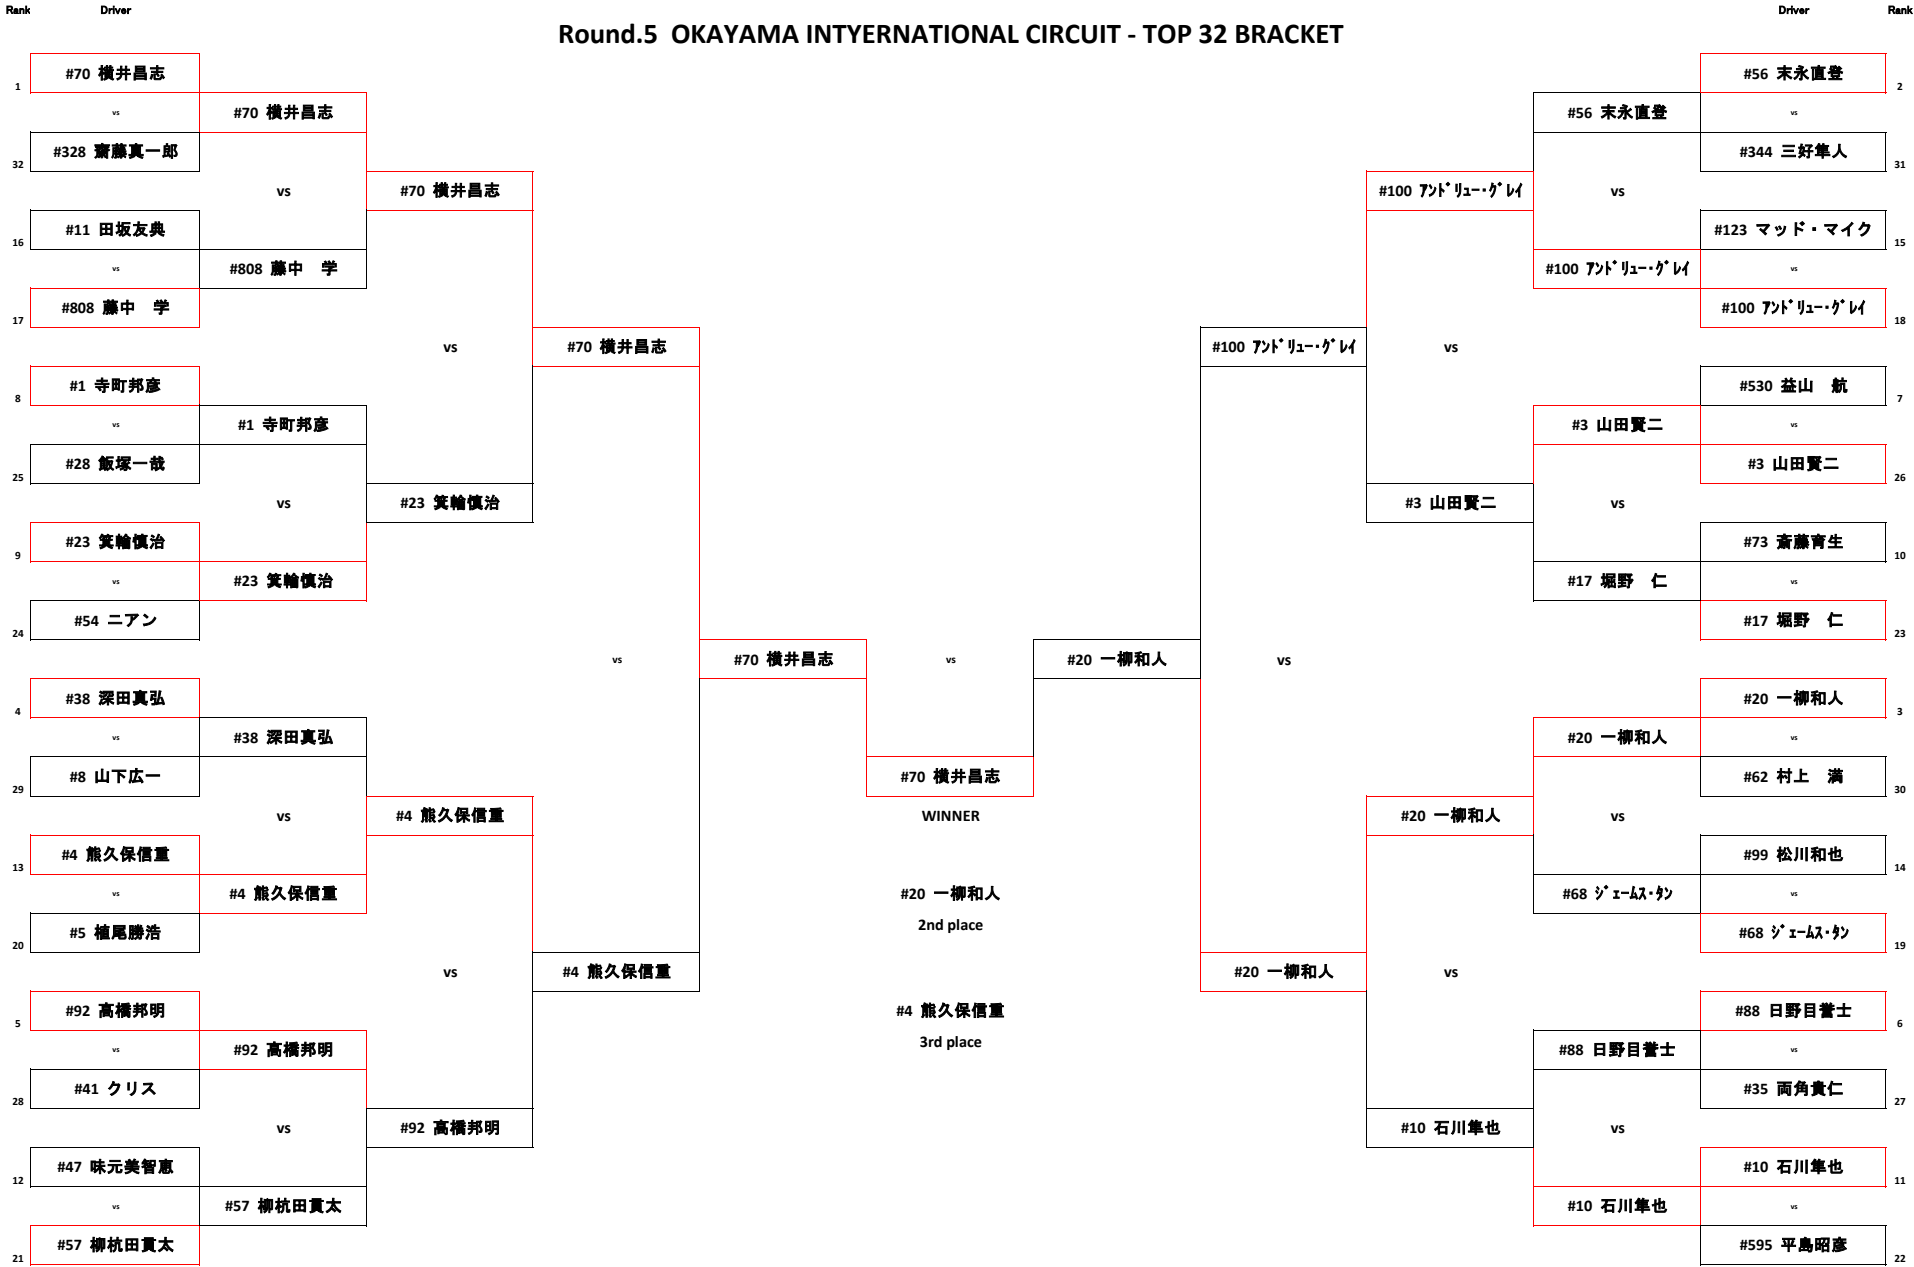 Rank Driver
Driver Rank
Round.5 OKAYAMA INTYERNATIONAL CIRCUIT - TOP 32 BRACKET
1 #70 横井昌志
vs
32 #328 齋藤真一郎
16 #11 田坂友典
vs
17 #808 藤中　学
8 #1 寺町邦彦
vs
25 #28 飯塚一哉
9 #23 箕輪慎治
vs
24 #54 ニアン
4 #38 深田真弘
vs
29 #8 山下広一
13 #4 熊久保信重
vs
20 #5 植尾勝浩
5 #92 高橋邦明
vs
28 #41 クリス
12 #47 味元美智恵
vs
21 #57 柳杭田貫太
#70 横井昌志
vs
#808 藤中　学
#1 寺町邦彦
vs
#23 箕輪慎治
#38 深田真弘
vs
#4 熊久保信重
#92 高橋邦明
vs
#57 柳杭田貫太
#70 横井昌志
vs
#23 箕輪慎治
#4 熊久保信重
vs
#92 高橋邦明
#70 横井昌志
vs
#4 熊久保信重
#70 横井昌志
vs
#20 一柳和人
#70 横井昌志
WINNER
#20 一柳和人
2nd place
#4 熊久保信重
3rd place
#100 ｱﾝﾄﾞﾘｭｰ･ｸﾞﾚｲ
vs
#20 一柳和人
#100 ｱﾝﾄﾞﾘｭｰ･ｸﾞﾚｲ
vs
#3 山田賢二
#20 一柳和人
vs
#10 石川隼也
#56 末永直登
vs
#100 ｱﾝﾄﾞﾘｭｰ･ｸﾞﾚｲ
#3 山田賢二
vs
#17 堀野　仁
#20 一柳和人
vs
#68 ｼﾞｪｰﾑｽ･ﾀﾝ
#88 日野目誉士
vs
#10 石川隼也
#56 末永直登 2
vs
#344 三好隼人 31
#123 マッド・マイク 15
vs
#100 ｱﾝﾄﾞﾘｭｰ･ｸﾞﾚｲ 18
#530 益山　航 7
vs
#3 山田賢二 26
#73 斎藤育生 10
vs
#17 堀野　仁 23
#20 一柳和人 3
vs
#62 村上　満 30
#99 松川和也 14
vs
#68 ｼﾞｪｰﾑｽ･ﾀﾝ 19
#88 日野目誉士 6
vs
#35 両角貴仁 27
#10 石川隼也 11
vs
#595 平島昭彦 22